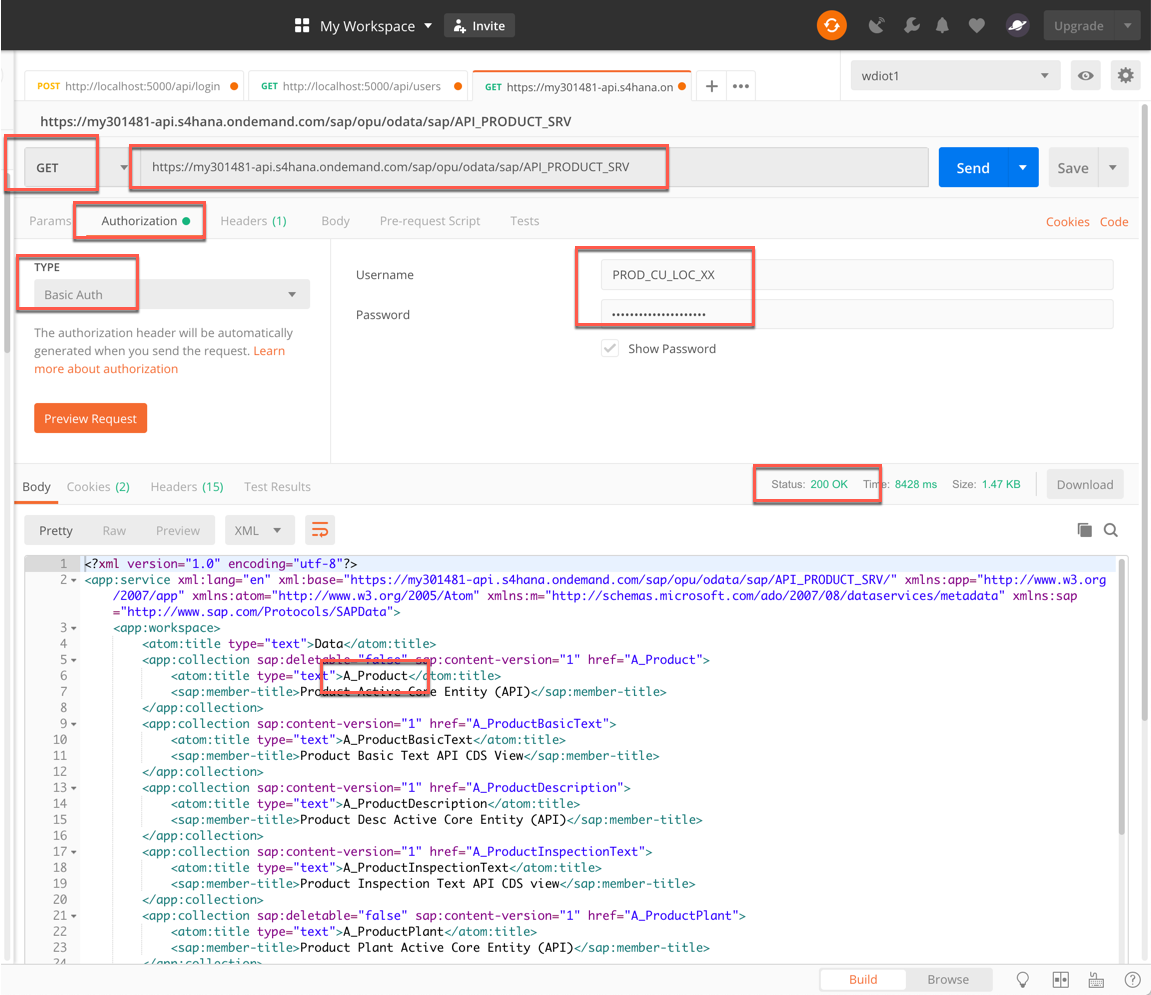 My Workspace Invite Upgrade
POST http://localhost:5000/api/login GET http://localhost:5000/api/users GET https://my301481-api.s4hana.on + ••• wdiot1
https://my301481-api.s4hana.ondemand.com/sap/opu/odata/sap/API_PRODUCT_SRV
GET https://my301481-api.s4hana.ondemand.com/sap/opu/odata/sap/API_PRODUCT_SRV Send Save
Params Authorization Headers (1) Body Pre-request Script Tests Cookies Code
TYPE
Basic Auth
The authorization header will be automatically
generated when you send the request. Learn
more about authorization
Preview Request
Username PROD_CU_LOC_XX
Password •••••••••••••••••••••
Show Password
Body Cookies (2) Headers (15) Test Results Status: 200 OK Time: 8428 ms Size: 1.47 KB Download
Pretty Raw Preview XML
1 <?xml version="1.0" encoding="utf-8"?>
2 <app:service xml:lang="en" xml:base="https://my301481-api.s4hana.ondemand.com/sap/opu/odata/sap/API_PRODUCT_SRV/" xmlns:app="http://www.w3.org
/2007/app" xmlns:atom="http://www.w3.org/2005/Atom" xmlns:m="http://schemas.microsoft.com/ado/2007/08/dataservices/metadata" xmlns:sap
="http://www.sap.com/Protocols/SAPData">
3 <app:workspace>
4 <atom:title type="text">Data</atom:title>
5 <app:collection sap:deletable="false" sap:content-version="1" href="A_Product">
6 <atom:title type="text">A_Product</atom:title>
7 <sap:member-title>Product Active Core Entity (API)</sap:member-title>
8 </app:collection>
9 <app:collection sap:content-version="1" href="A_ProductBasicText">
10 <atom:title type="text">A_ProductBasicText</atom:title>
11 <sap:member-title>Product Basic Text API CDS View</sap:member-title>
12 </app:collection>
13 <app:collection sap:content-version="1" href="A_ProductDescription">
14 <atom:title type="text">A_ProductDescription</atom:title>
15 <sap:member-title>Product Desc Active Core Entity (API)</sap:member-title>
16 </app:collection>
17 <app:collection sap:content-version="1" href="A_ProductInspectionText">
18 <atom:title type="text">A_ProductInspectionText</atom:title>
19 <sap:member-title>Product Inspection Text API CDS view</sap:member-title>
20 </app:collection>
21 <app:collection sap:deletable="false" sap:content-version="1" href="A_ProductPlant">
22 <atom:title type="text">A_ProductPlant</atom:title>
23 <sap:member-title>Product Plant Active Core Entity (API)</sap:member-title>
24 </app:collection>
Build Browse ?